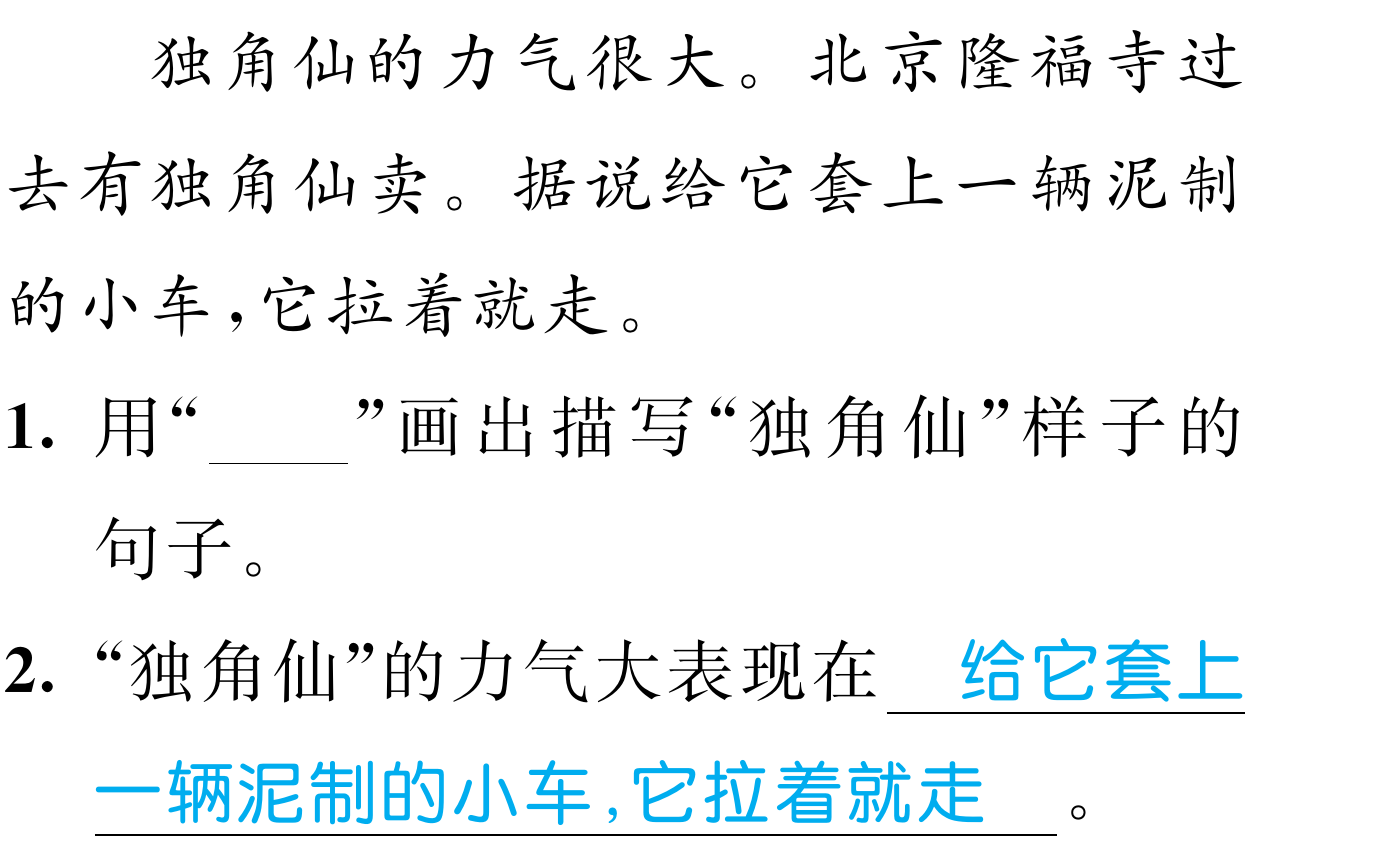 独角仙的力气很大。北京隆福寺过
去有独角仙卖。据说给它套上一辆泥制
的小车,它拉着就走。
1. 用“____”画出描写“独角仙”样子的
句子。
2. “独角仙”的力气大表现在 给它套上
一辆泥制的小车,它拉着就走 。